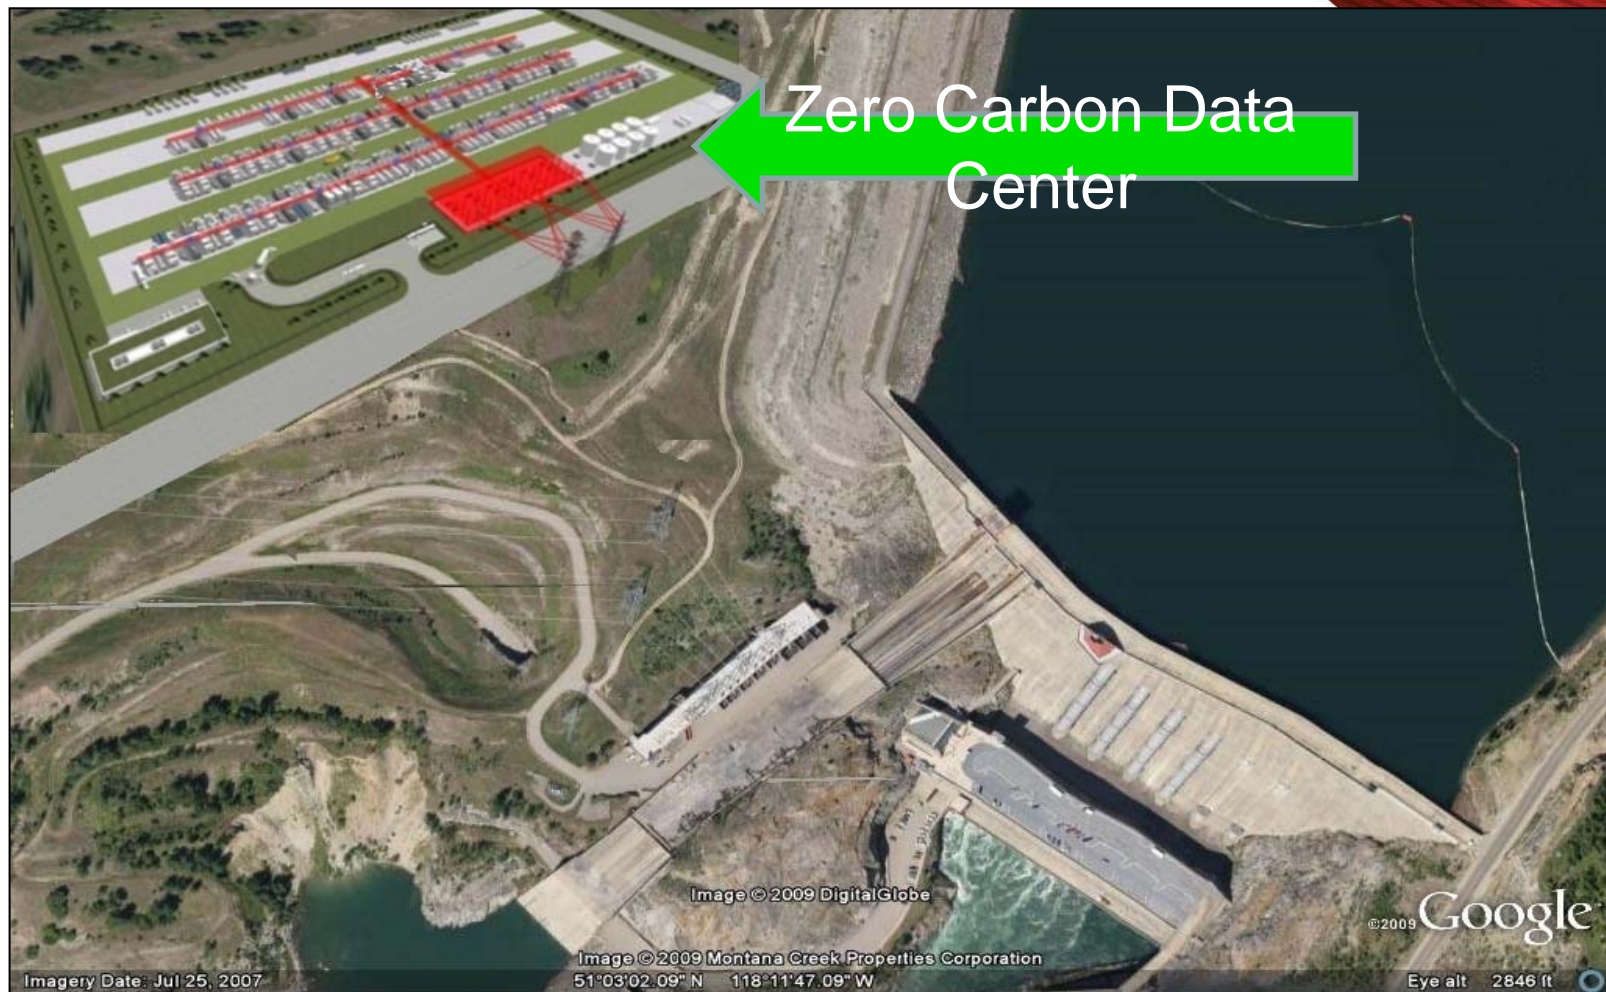 Zero Carbon Data
Center
Image © 2009 DigitalGlobe
©2009 Google
Image © 2009 Montana Creek Properties Corporation
Imagery Date: Jul 25, 2007 51°03'02.09" N 118°11'47.09" W Eye alt 2846 ft